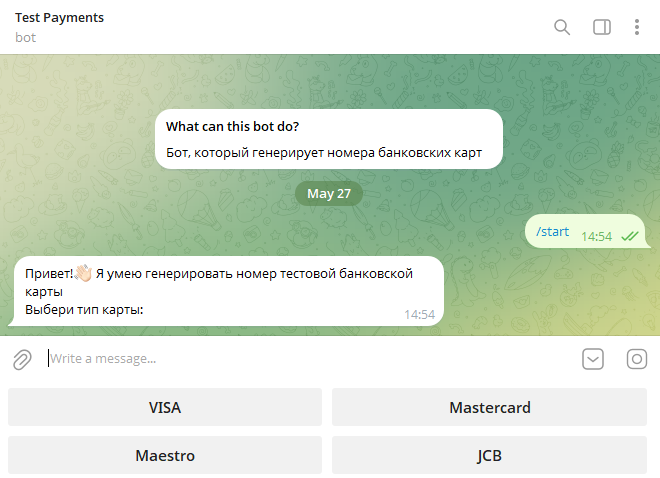 Test Payments
bot
What can this bot do?
Бот, который генерирует номера банковских карт
May 27
/start 14:54
Привет!👋🏻 Я умею генерировать номер тестовой банковской
карты
Выбери тип карты:
14:54
Write a message...
VISA
Mastercard
Maestro
JCB